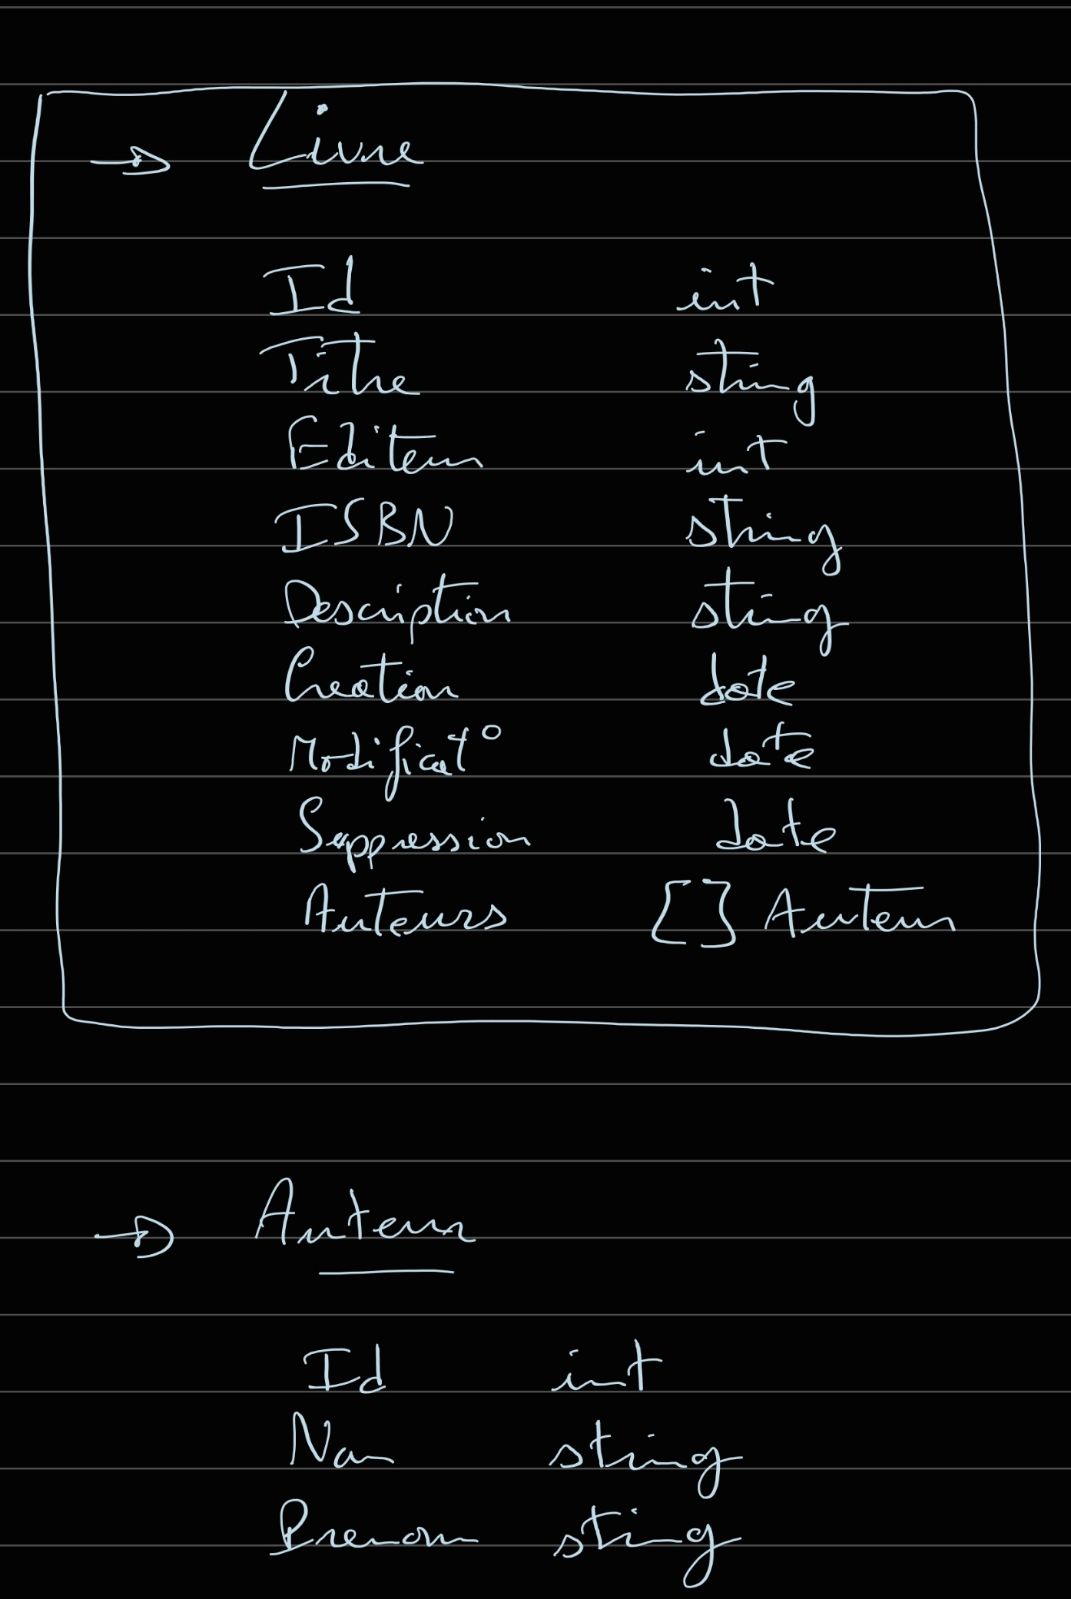 → Livre
Id int
Titre string
Editeur int
ISBN string
Description string
Creation date
Modificat° date
Suppression date
Auteurs [] Auteur
→ Auteur
Id int
Nom string
Prenom string